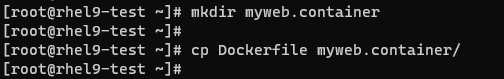 [root@rhel9-test ~]# mkdir myweb.container
[root@rhel9-test ~]#
[root@rhel9-test ~]# cp Dockerfile myweb.container/
[root@rhel9-test ~]#